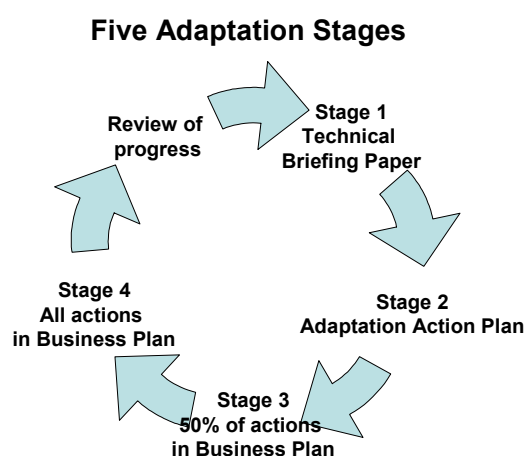 Five Adaptation Stages
Stage 1
Technical
Briefing Paper
Stage 2
Adaptation Action Plan
Stage 3
50% of actions
in Business Plan
Stage 4
All actions
in Business Plan
Review of
progress